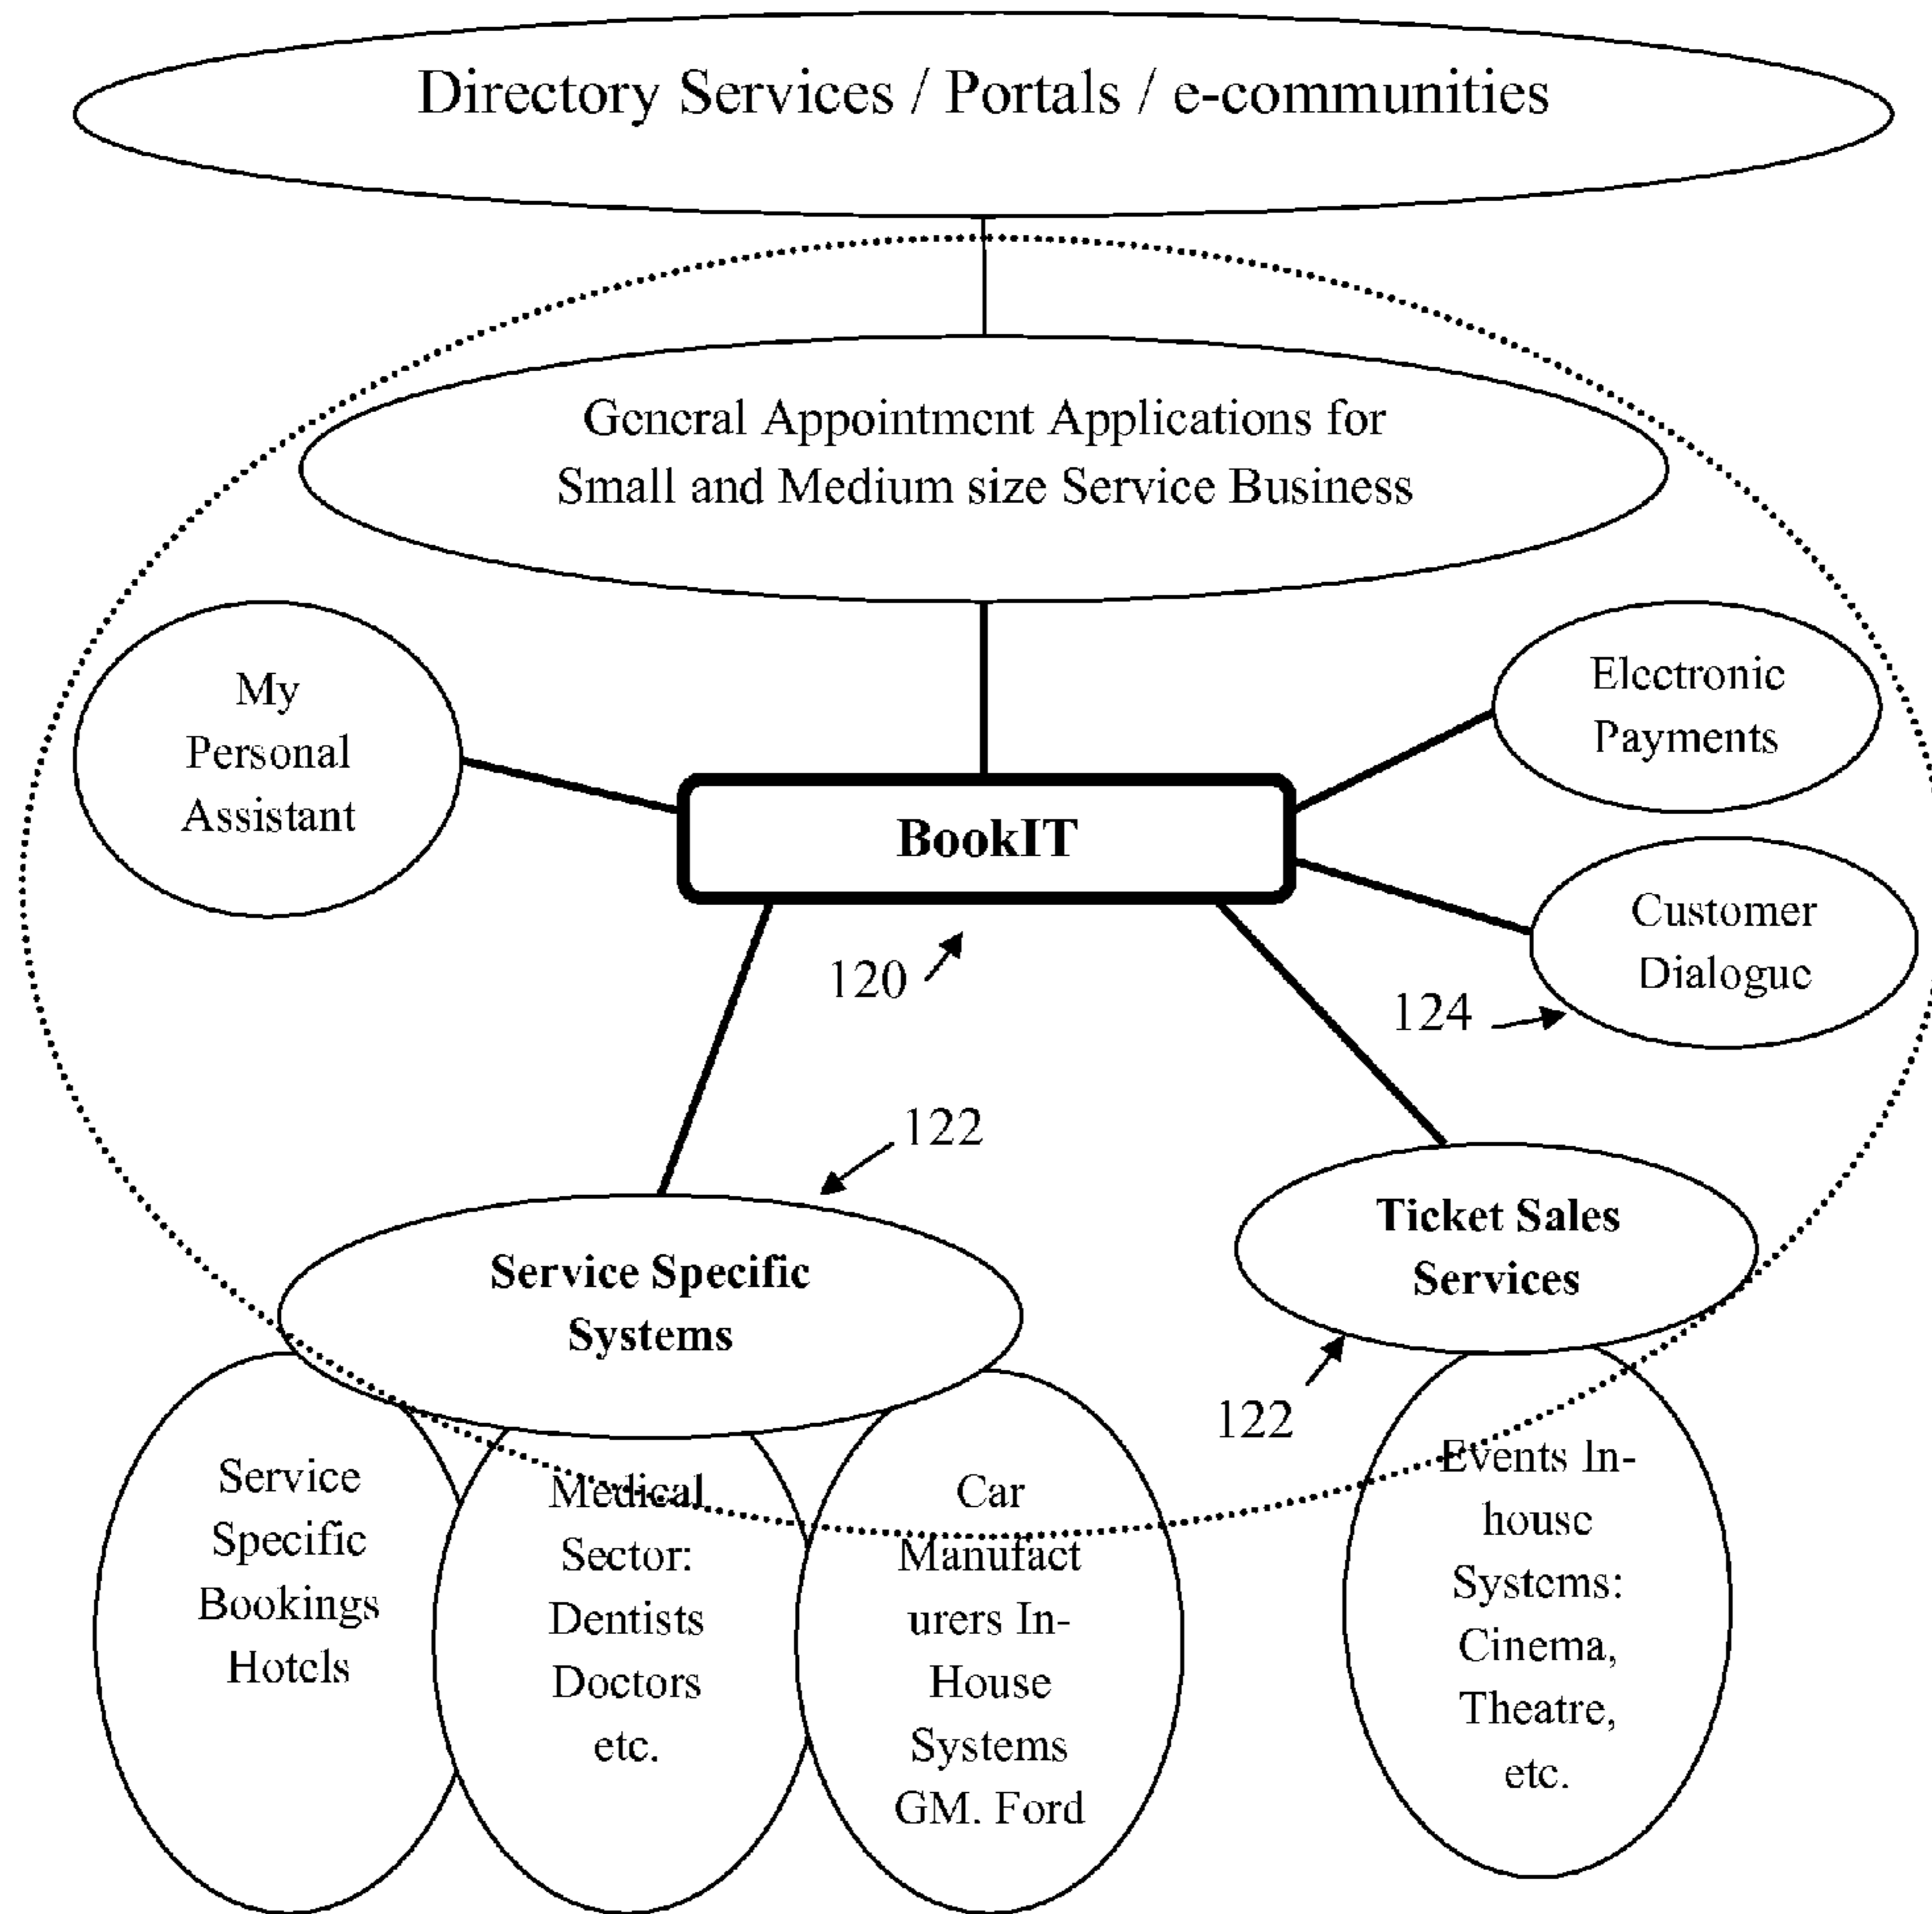 Directory Services / Portals / e-communities
General Appointment Applications for
Small and Medium size Service Business
My
Personal
Assistant
Electronic
Payments
BookIT
Customer
Dialogue
120
124
122
Service Specific
Systems
Ticket Sales
Services
122
Service
Specific
Bookings
Hotels
Medical
Sector:
Dentists
Doctors
etc.
Car
Manufact
urers In-
House
Systems
GM. Ford
Events In-
house
Systems:
Cinema,
Theatre,
etc.